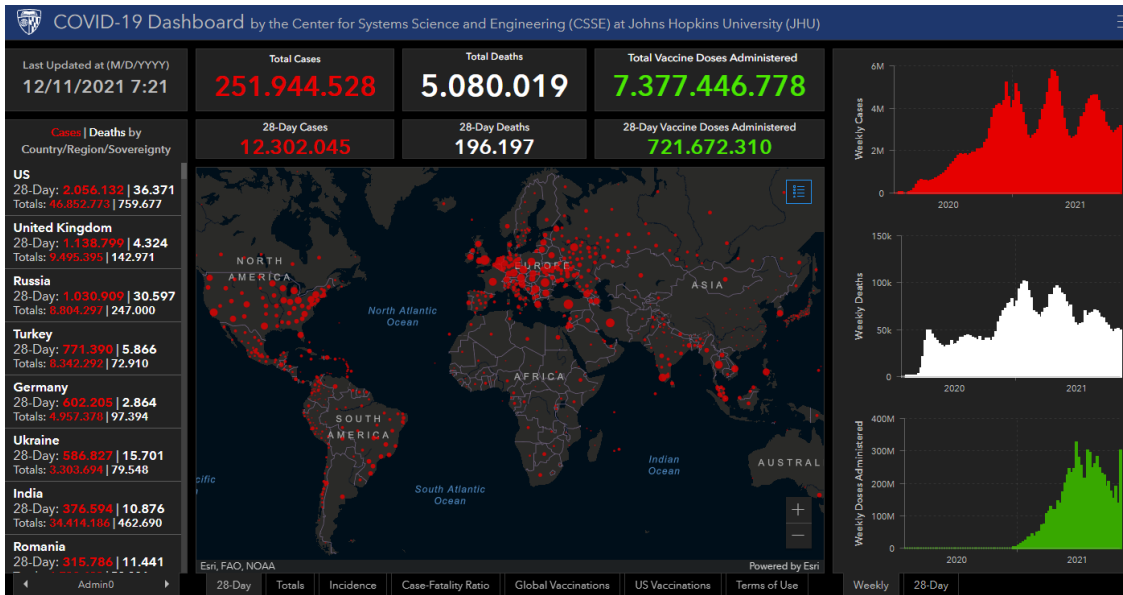 COVID-19 Dashboard by the Center for Systems Science and Engineering (CSSE) at Johns Hopkins University (JHU)
Last Updated at (M/D/YYYY)
12/11/2021 7:21
Cases | Deaths by
Country/Region/Sovereignty
US
28-Day: 2.056.132 | 36.371
Totals: 46.852.773 | 759.677
United Kingdom
28-Day: 1.138.799 | 4.324
Totals: 9.495.395 | 142.971
Russia
28-Day: 1.030.909 | 30.597
Totals: 8.804.297 | 247.000
Turkey
28-Day: 771.390 | 5.866
Totals: 8.342.292 | 72.910
Germany
28-Day: 602.205 | 2.864
Totals: 4.957.378 | 97.394
Ukraine
28-Day: 586.827 | 15.701
Totals: 3.303.694 | 79.548
India
28-Day: 376.594 | 10.876
Totals: 34.414.186 | 462.690
Romania
28-Day: 315.786 | 11.441
Admin0
Total Cases
251.944.528
Total Deaths
5.080.019
Total Vaccine Doses Administered
7.377.446.778
28-Day Cases
12.302.045
28-Day Deaths
196.197
28-Day Vaccine Doses Administered
721.672.310
NORTH
AMERICA
EUROPE
ASIA
North Atlantic
Ocean
AFRICA
SOUTH
AMERICA
Indian
Ocean
AUSTRAL
cific
South Atlantic
Ocean
Esri, FAO, NOAA
Powered by Esri
28-Day
Totals
Incidence
Case-Fatality Ratio
Global Vaccinations
US Vaccinations
Terms of Use
Weekly Cases
6M
4M
2M
0
2020
2021
Weekly Deaths
150k
100k
50k
0
2020
2021
Weekly Doses Administered
400M
300M
200M
100M
0
2020
2021
Weekly
28-Day